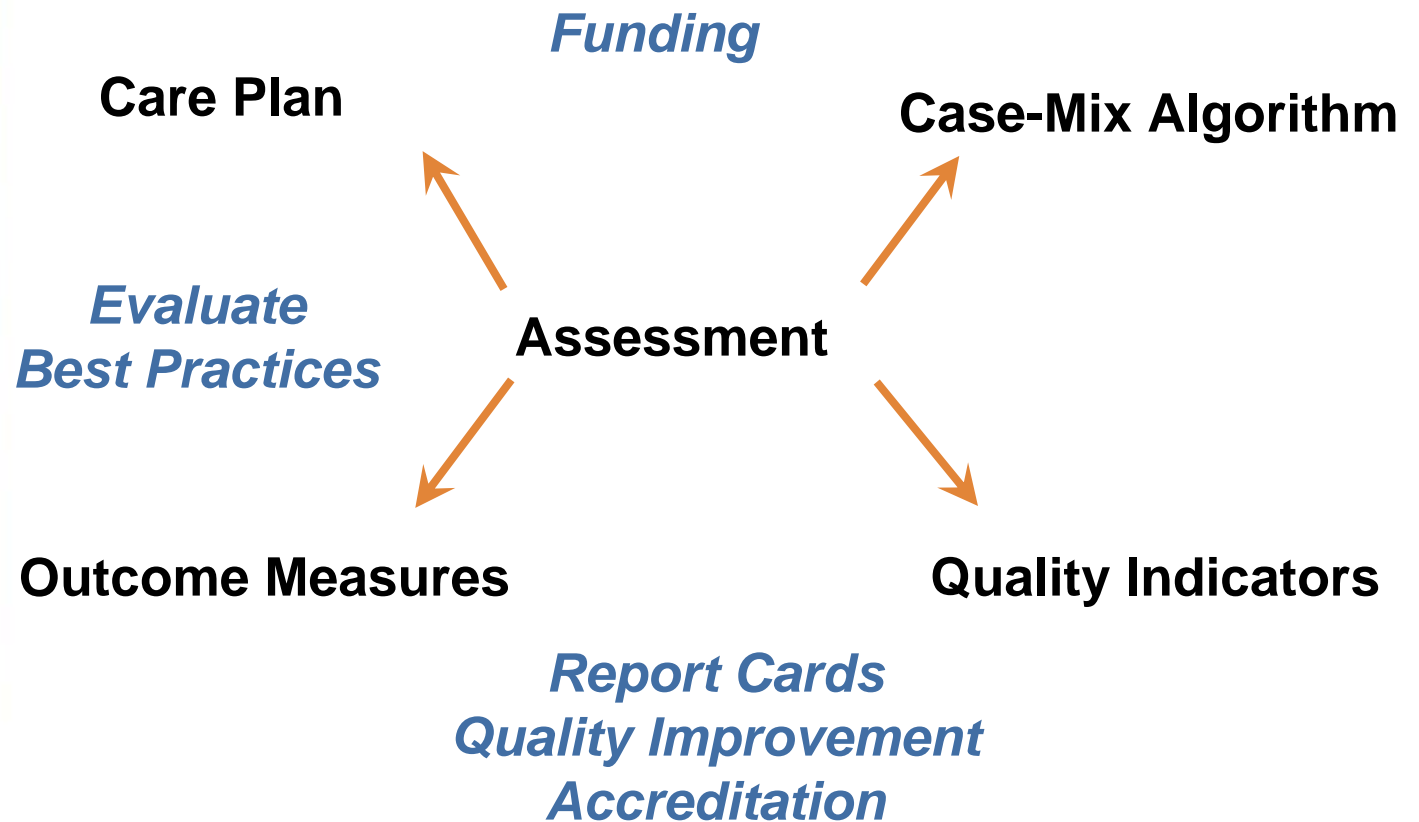 Funding
Care Plan
Case-Mix Algorithm
Evaluate
Best Practices
Assessment
Outcome Measures
Quality Indicators
Report Cards
Quality Improvement
Accreditation